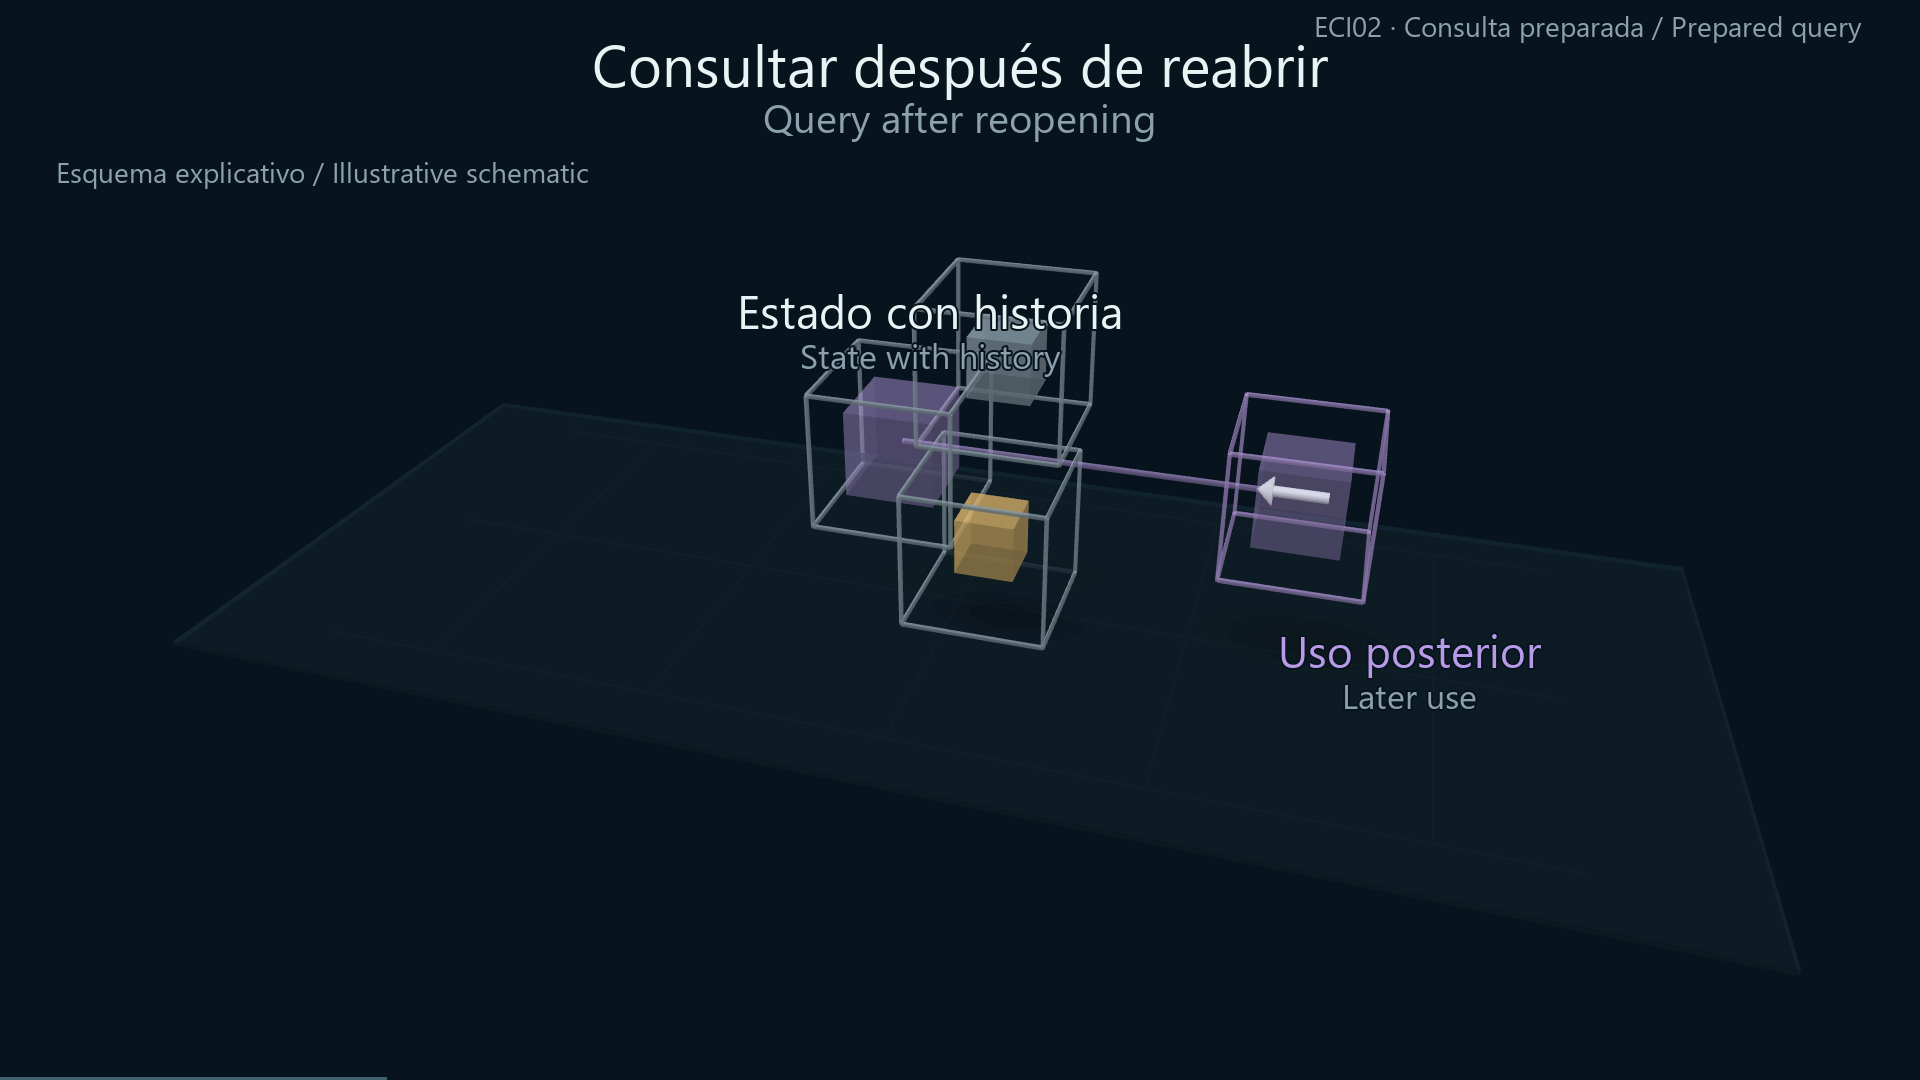 ECI02 · Consulta preparada / Prepared query
Consultar después de reabrir
Query after reopening
Esquema explicativo / Illustrative schematic
Estado con historia
State with history
Uso posterior
Later use